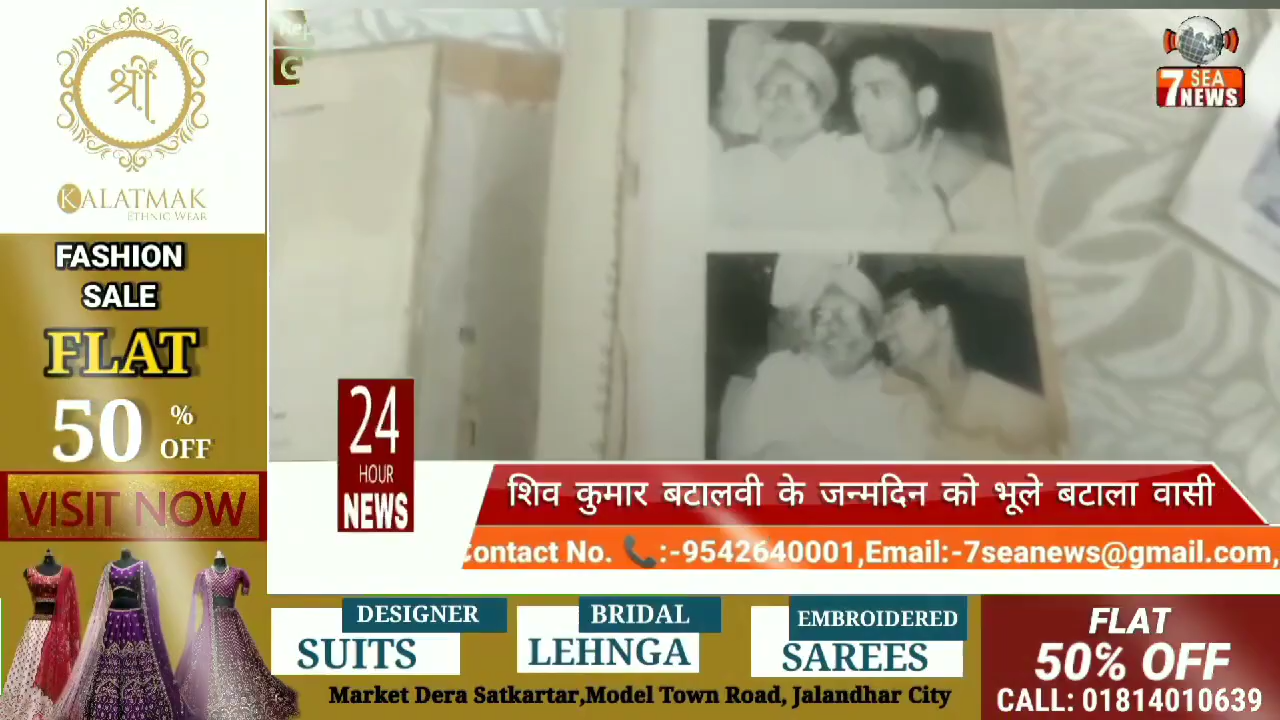 श्री
KALATMAK
ETHNIC WEAR
FASHION
SALE
FLAT
50 %
OFF
VISIT NOW
G
7 SEA
NEWS
24
HOUR
NEWS
शिव कुमार बटालवी के जन्मदिन को भूले बटाला वासी
Contact No. 📞:-9542640001,Email:-7seanews@gmail.com,
DESIGNER
SUITS
BRIDAL
LEHNGA
EMBROIDERED
SAREES
Market Dera Satkartar,Model Town Road, Jalandhar City
FLAT
50% OFF
CALL: 01814010639